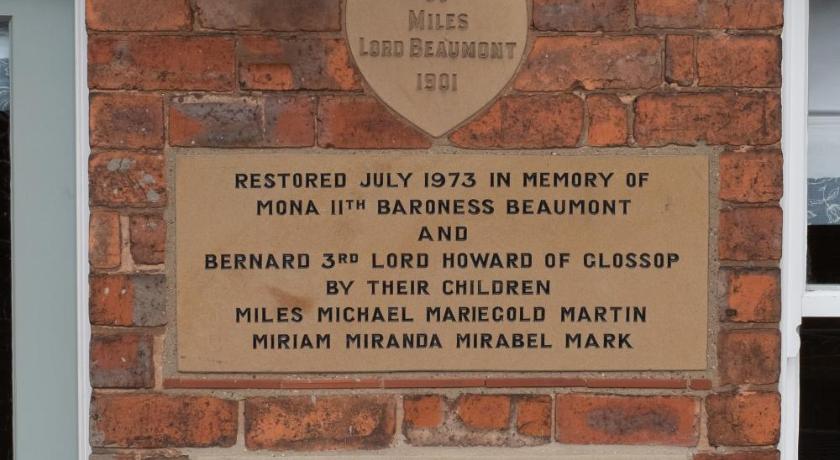 MILES
LORD BEAUMONT
1901
RESTORED JULY 1973 IN MEMORY OF
MONA 11TH BARONESS BEAUMONT
AND
BERNARD 3RD LORD HOWARD OF GLOSSOP
BY THEIR CHILDREN
MILES MICHAEL MARIEGOLD MARTIN
MIRIAM MIRANDA MIRABEL MARK